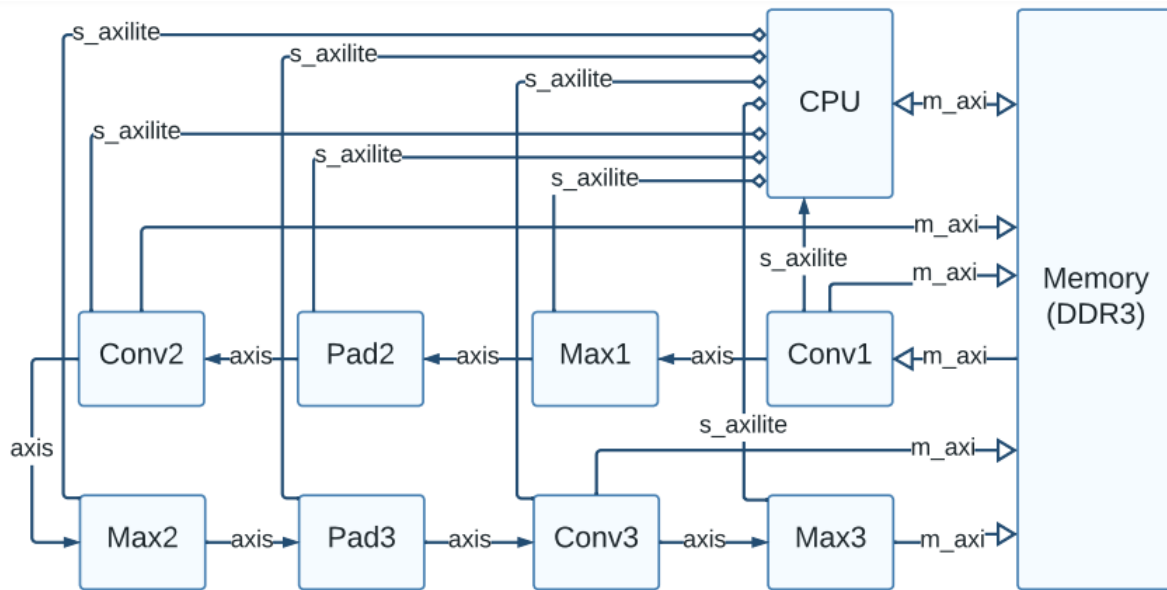 s_axilite
s_axilite
s_axilite
CPU
m_axi
s_axilite
s_axilite
s_axilite
m_axi
s_axilite
m_axi
Memory
(DDR3)
Conv2
axis
Pad2
axis
Max1
axis
Conv1
m_axi
s_axilite
axis
m_axi
Max2
axis
Pad3
axis
Conv3
axis
Max3
m_axi